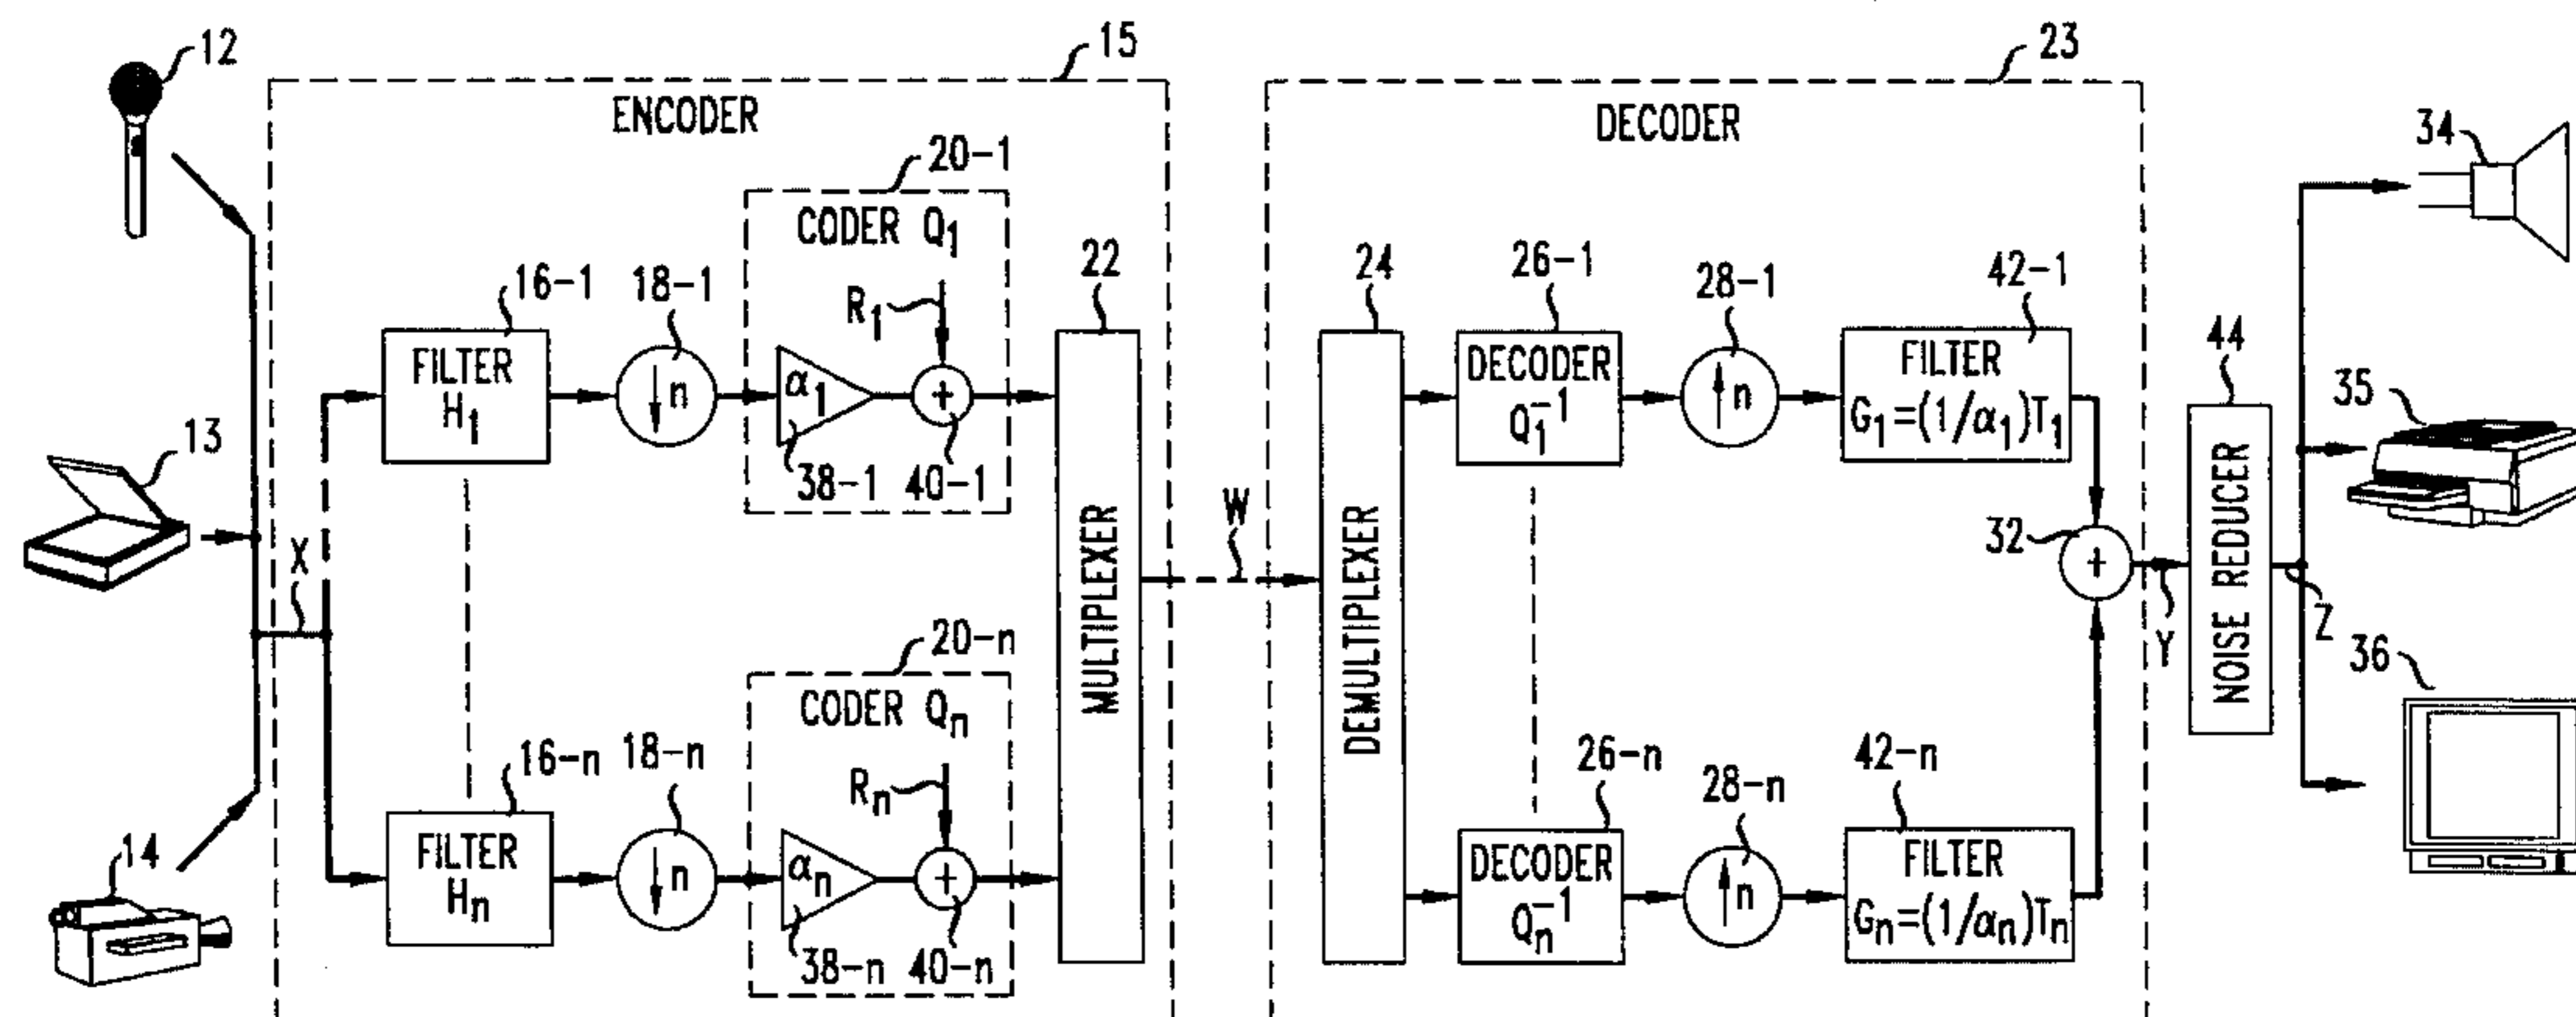 12
15
23
ENCODER
DECODER
34
20-1
CODER Q1
16-1
18-1
R1
22
24
26-1
28-1
42-1
44
35
FILTER
H1
↓n
α1
+
DECODER
Q1^-1
↑n
FILTER
G1=(1/α1)T1
13
38-1
40-1
MULTIPLEXER
W
DEMULTIPLEXER
32
+
X
Y
NOISE REDUCER
Z
36
20-n
CODER Qn
16-n
18-n
Rn
26-n
28-n
42-n
14
FILTER
Hn
↓n
αn
+
DECODER
Qn^-1
↑n
FILTER
Gn=(1/αn)Tn
38-n
40-n